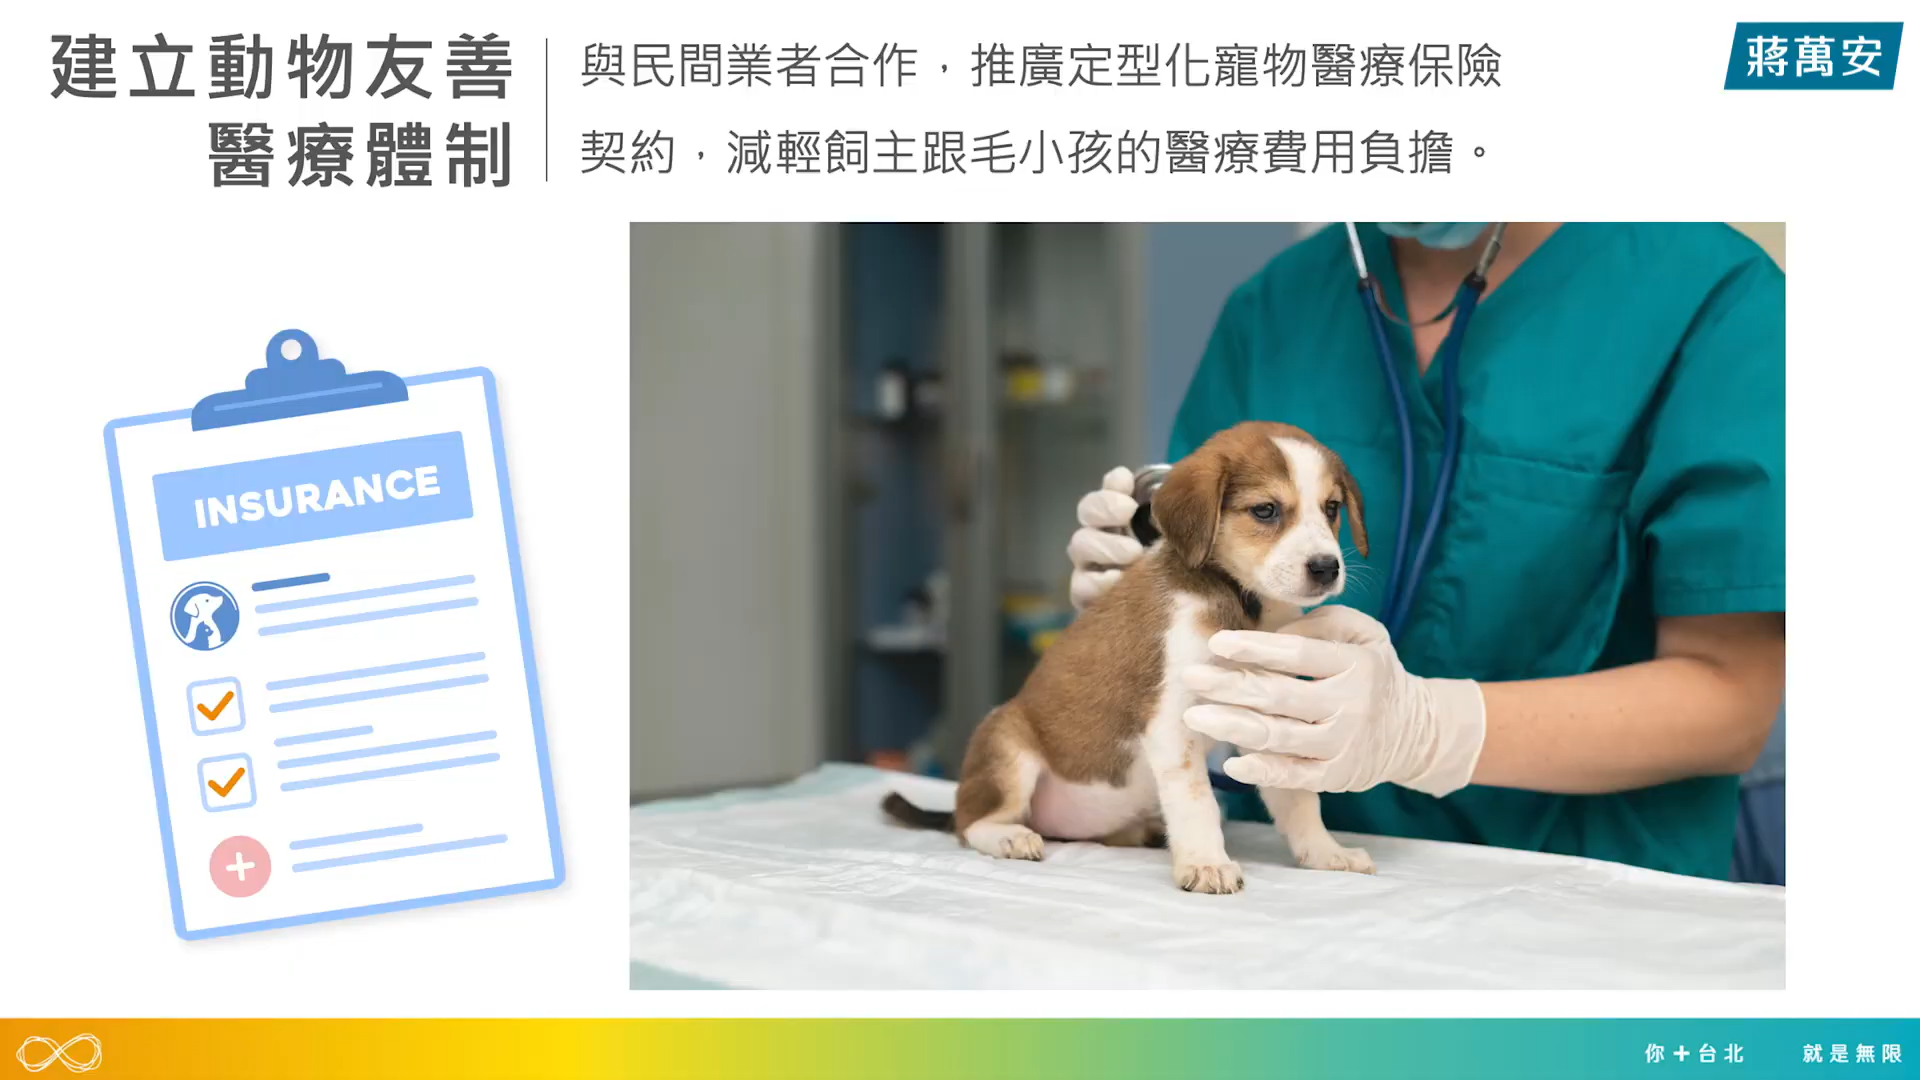 建立動物友善
醫療體制
與民間業者合作，推廣定型化寵物醫療保險
契約，減輕飼主跟毛小孩的醫療費用負擔。
蔣萬安
INSURANCE
你+台北 就是無限